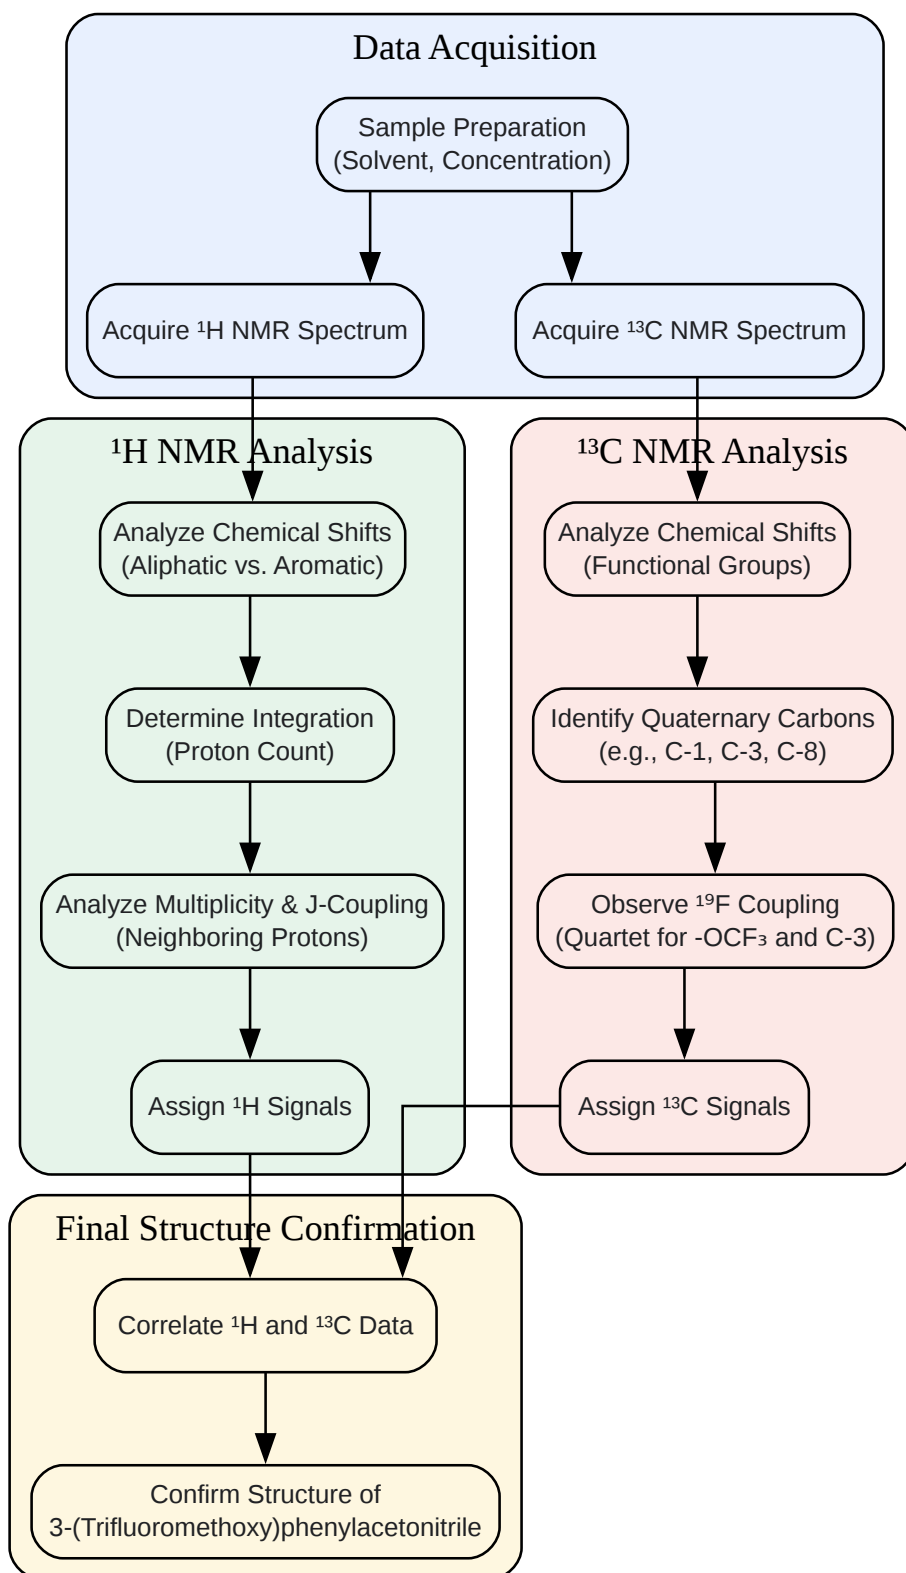 Data Acquisition
Sample Preparation
(Solvent, Concentration)
Acquire ¹H NMR Spectrum
Acquire ¹³C NMR Spectrum
¹H NMR Analysis
Analyze Chemical Shifts
(Aliphatic vs. Aromatic)
Determine Integration
(Proton Count)
Analyze Multiplicity & J-Coupling
(Neighboring Protons)
Assign ¹H Signals
¹³C NMR Analysis
Analyze Chemical Shifts
(Functional Groups)
Identify Quaternary Carbons
(e.g., C-1, C-3, C-8)
Observe ¹⁹F Coupling
(Quartet for -OCF₃ and C-3)
Assign ¹³C Signals
Final Structure Confirmation
Correlate ¹H and ¹³C Data
Confirm Structure of
3-(Trifluoromethoxy)phenylacetonitrile